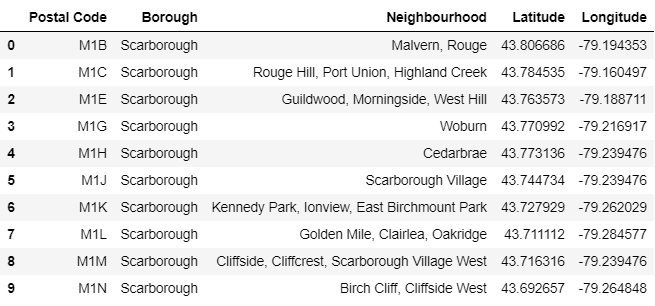 Postal Code Borough Neighbourhood Latitude Longitude
0 M1B Scarborough Malvern, Rouge 43.806686 -79.194353
1 M1C Scarborough Rouge Hill, Port Union, Highland Creek 43.784535 -79.160497
2 M1E Scarborough Guildwood, Morningside, West Hill 43.763573 -79.188711
3 M1G Scarborough Woburn 43.770992 -79.216917
4 M1H Scarborough Cedarbrae 43.773136 -79.239476
5 M1J Scarborough Scarborough Village 43.744734 -79.239476
6 M1K Scarborough Kennedy Park, Ionview, East Birchmount Park 43.727929 -79.262029
7 M1L Scarborough Golden Mile, Clairlea, Oakridge 43.711112 -79.284577
8 M1M Scarborough Cliffside, Cliffcrest, Scarborough Village West 43.716316 -79.239476
9 M1N Scarborough Birch Cliff, Cliffside West 43.692657 -79.264848